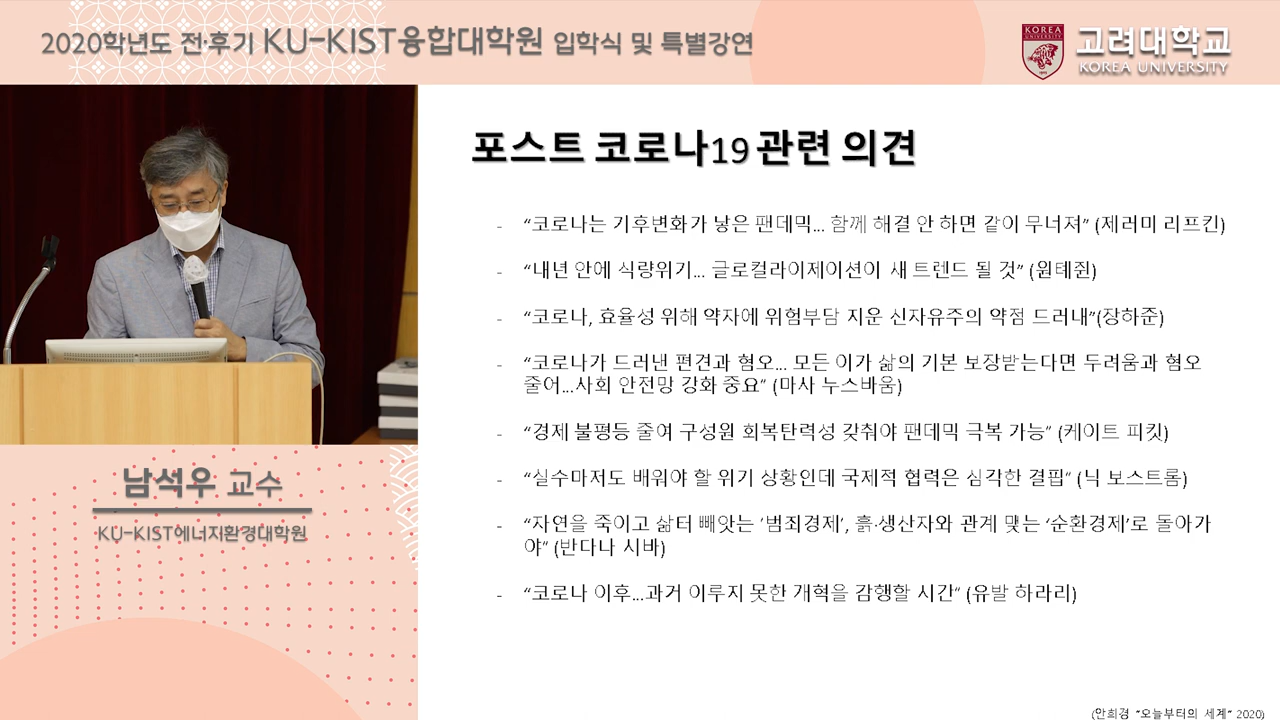 2020학년도 전·후기 KU-KIST융합대학원 입학식 및 특별강연
KOREA
UNIVERSITY
고려대학교
KOREA UNIVERSITY
포스트 코로나19 관련 의견
- “코로나는 기후변화가 낳은 팬데믹... 함께 해결 안 하면 같이 무너져” (제러미 리프킨)
- “내년 안에 식량위기... 글로컬라이제이션이 새 트렌드 될 것” (원톄쥔)
- “코로나, 효율성 위해 약자에 위험부담 지운 신자유주의 약점 드러내”(장하준)
- “코로나가 드러낸 편견과 혐오... 모든 이가 삶의 기본 보장받는다면 두려움과 혐오
줄어...사회 안전망 강화 중요” (마사 누스바움)
- “경제 불평등 줄여 구성원 회복탄력성 갖춰야 팬데믹 극복 가능” (케이트 피킷)
- “실수마저도 배워야 할 위기 상황인데 국제적 협력은 심각한 결핍“ (닉 보스트롬)
- “자연을 죽이고 삶터 빼앗는 ‘범죄경제’, 흙·생산자와 관계 맺는 ‘순환경제’로 돌아가
야” (반다나 시바)
- “코로나 이후...과거 이루지 못한 개혁을 감행할 시간“ (유발 하라리)
남석우 교수
KU-KIST에너지환경대학원
(안희경 “오늘부터의 세계” 2020)